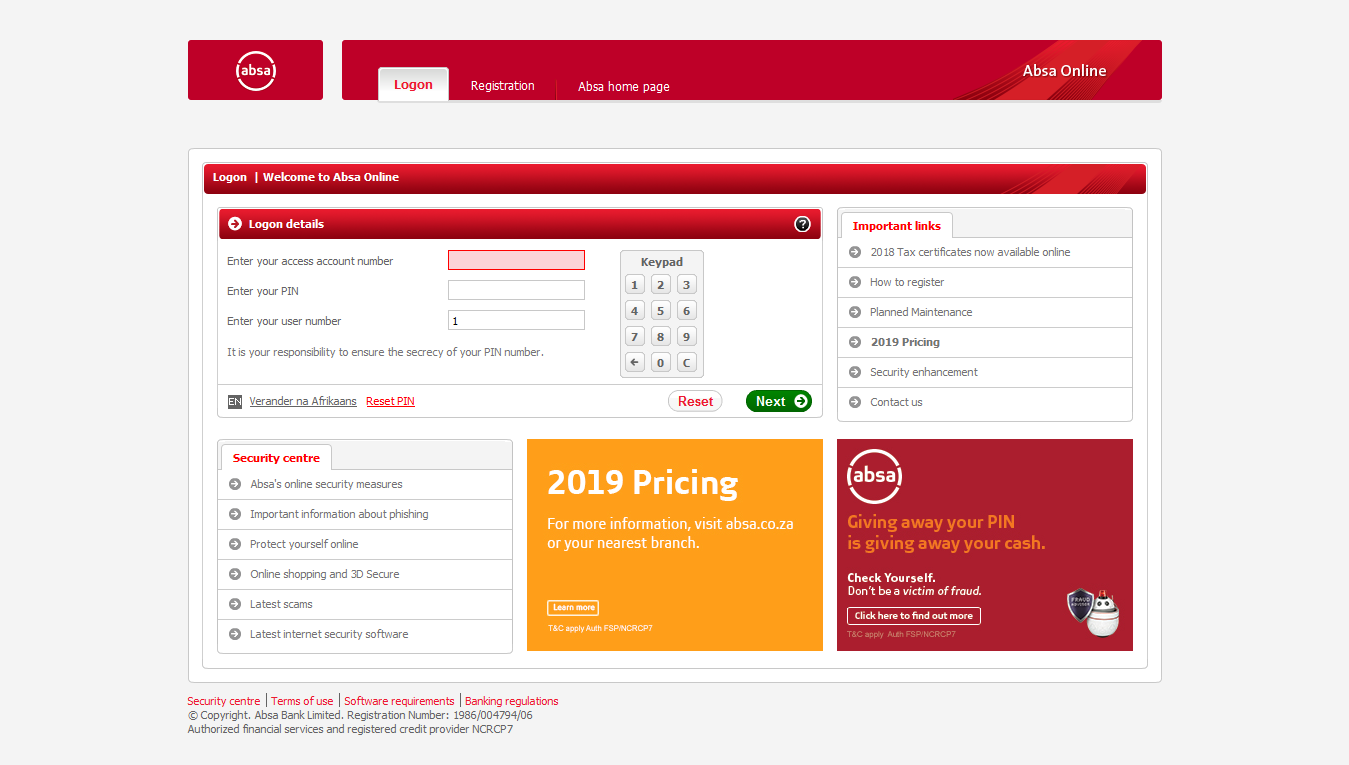 absa
Logon
Registration
Absa home page
Absa Online
Logon | Welcome to Absa Online
Logon details
?
Enter your access account number
Enter your PIN
Enter your user number
1
It is your responsibility to ensure the secrecy of your PIN number.
Keypad
1 2 3
4 5 6
7 8 9
0 C
EN Verander na Afrikaans Reset PIN
Reset
Next
Important links
2018 Tax certificates now available online
How to register
Planned Maintenance
2019 Pricing
Security enhancement
Contact us
Security centre
Absa's online security measures
Important information about phishing
Protect yourself online
Online shopping and 3D Secure
Latest scams
Latest internet security software
2019 Pricing
For more information, visit absa.co.za
or your nearest branch.
Learn more
T&C apply Auth FSP/NCRCP7
absa
Giving away your PIN
is giving away your cash.
Check Yourself.
Don't be a victim of fraud.
Click here to find out more
T&C apply Auth FSP/NCRCP7
FRAUD
Security centre | Terms of use | Software requirements | Banking regulations
© Copyright. Absa Bank Limited. Registration Number: 1986/004794/06
Authorized financial services and registered credit provider NCRCP7